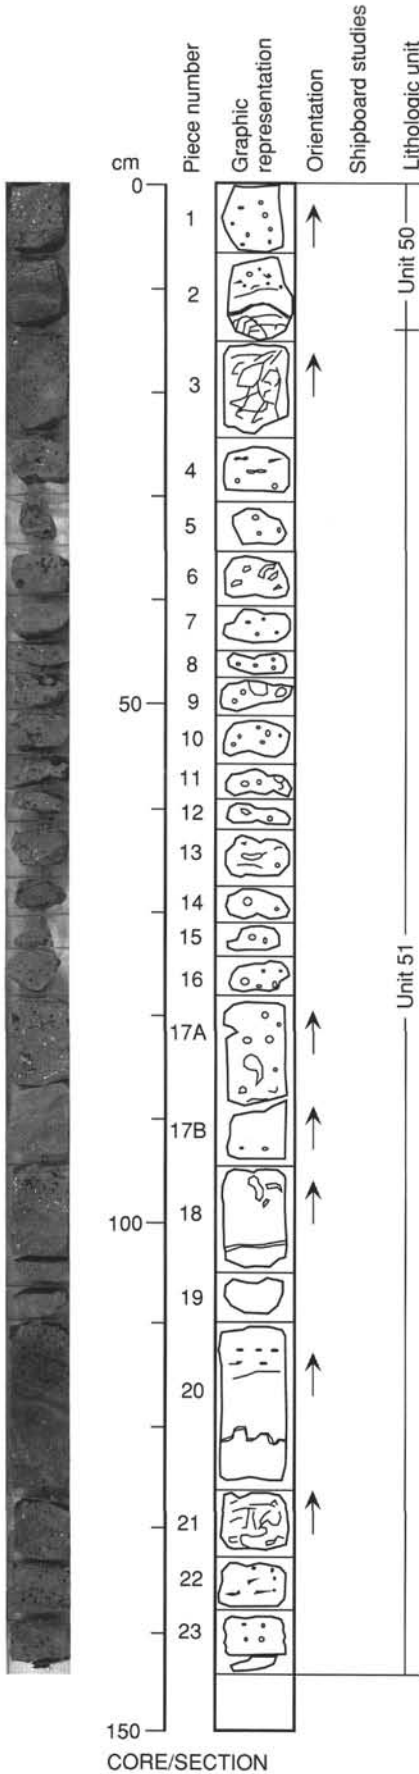 cm
Piece number
Graphic
representation
Orientation
Shipboard studies
Lithologic unit
0
1
2
3
4
5
6
7
8
50
9
10
11
12
13
14
15
16
17A
17B
18
100
19
20
21
22
23
150
Unit 50
Unit 51
CORE/SECTION